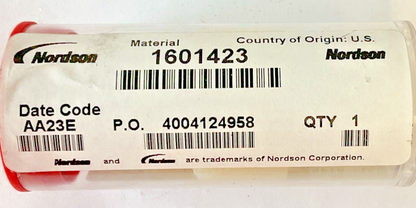 Material Country of Origin: U.S.
Nordson 1601423 Nordson
Date Code
AA23E P.O. 4004124958 QTY 1
Nordson and Nordson are trademarks of Nordson Corporation.